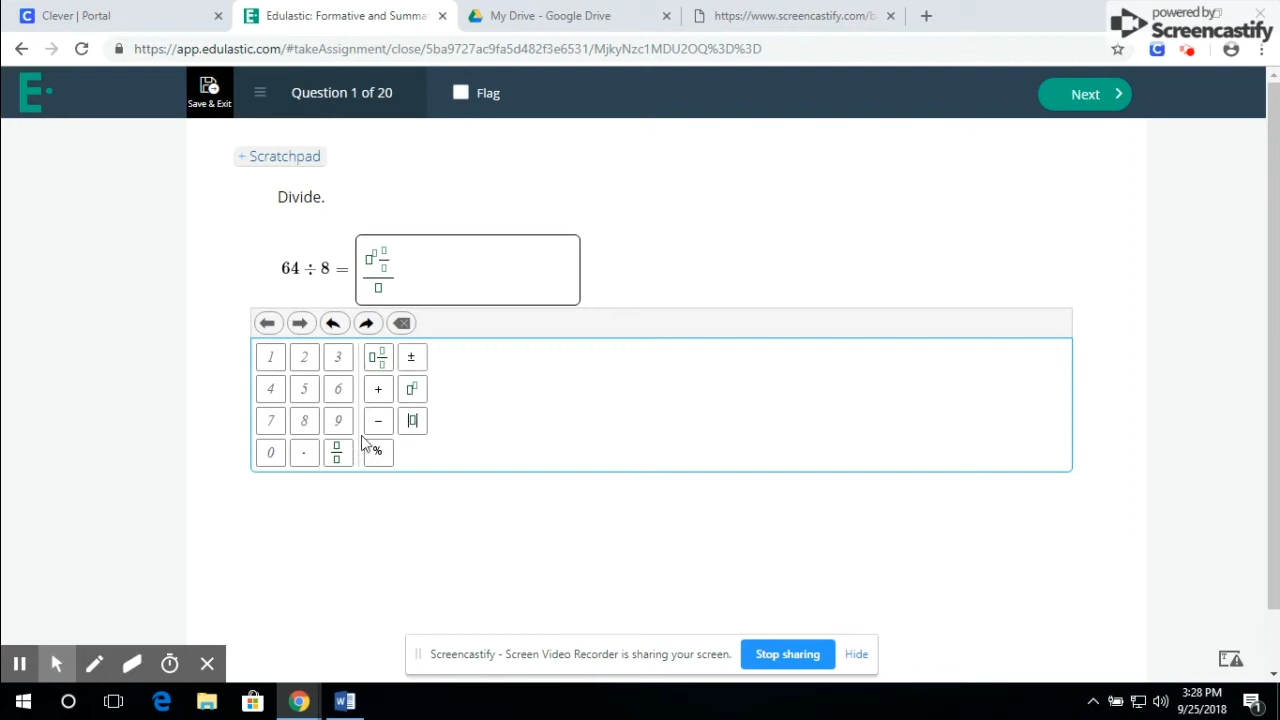 Clever | Portal
Edulastic: Formative and Summa
My Drive - Google Drive
https://www.screencastify.com/b
powered by
Screencastify
https://app.edulastic.com/#takeAssignment/close/5ba9727ac9fa5d482f3e6531/MjkyNzc1MDU2OQ%3D%3D
E
Save & Exit
Question 1 of 20
Flag
Next
+ Scratchpad
Divide.
64 ÷ 8 =
1 2 3 ±
4 5 6 +
7 8 9 −
0 . %
Screencastify - Screen Video Recorder is sharing your screen.
Stop sharing
Hide
3:28 PM
9/25/2018
1